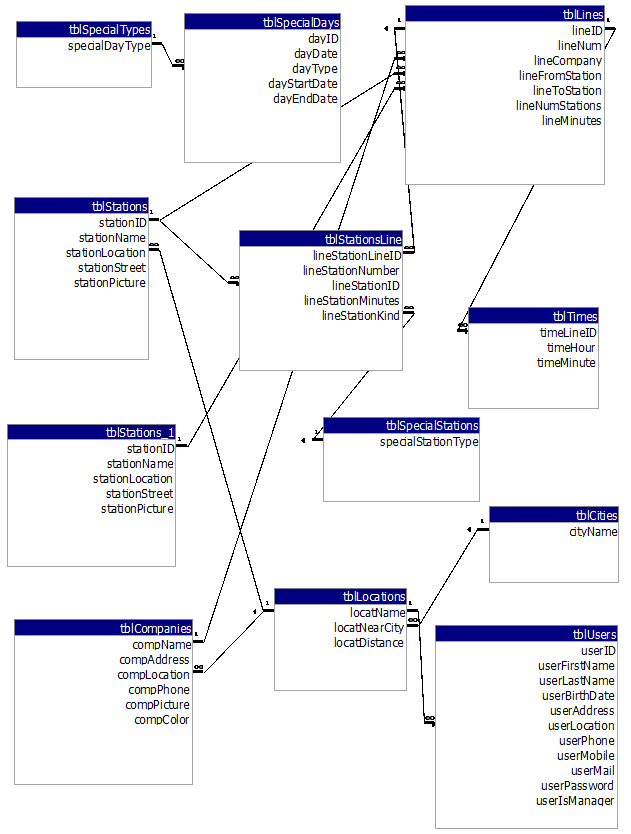 tblSpecialTypes
specialDayType
tblSpecialDays
dayID
dayDate
dayType
dayStartDate
dayEndDate
tblLines
lineID
lineNum
lineCompany
lineFromStation
lineToStation
lineNumStations
lineMinutes
tblStations
stationID
stationName
stationLocation
stationStreet
stationPicture
tblStationsLine
lineStationLineID
lineStationNumber
lineStationID
lineStationMinutes
lineStationKind
tblTimes
timeLineID
timeHour
timeMinute
tblStations_1
stationID
stationName
stationLocation
stationStreet
stationPicture
tblSpecialStations
specialStationType
tblCities
cityName
tblLocations
locatName
locatNearCity
locatDistance
tblCompanies
compName
compAddress
compLocation
compPhone
compPicture
compColor
tblUsers
userID
userFirstName
userLastName
userBirthDate
userAddress
userLocation
userPhone
userMobile
userMail
userPassword
userIsManager